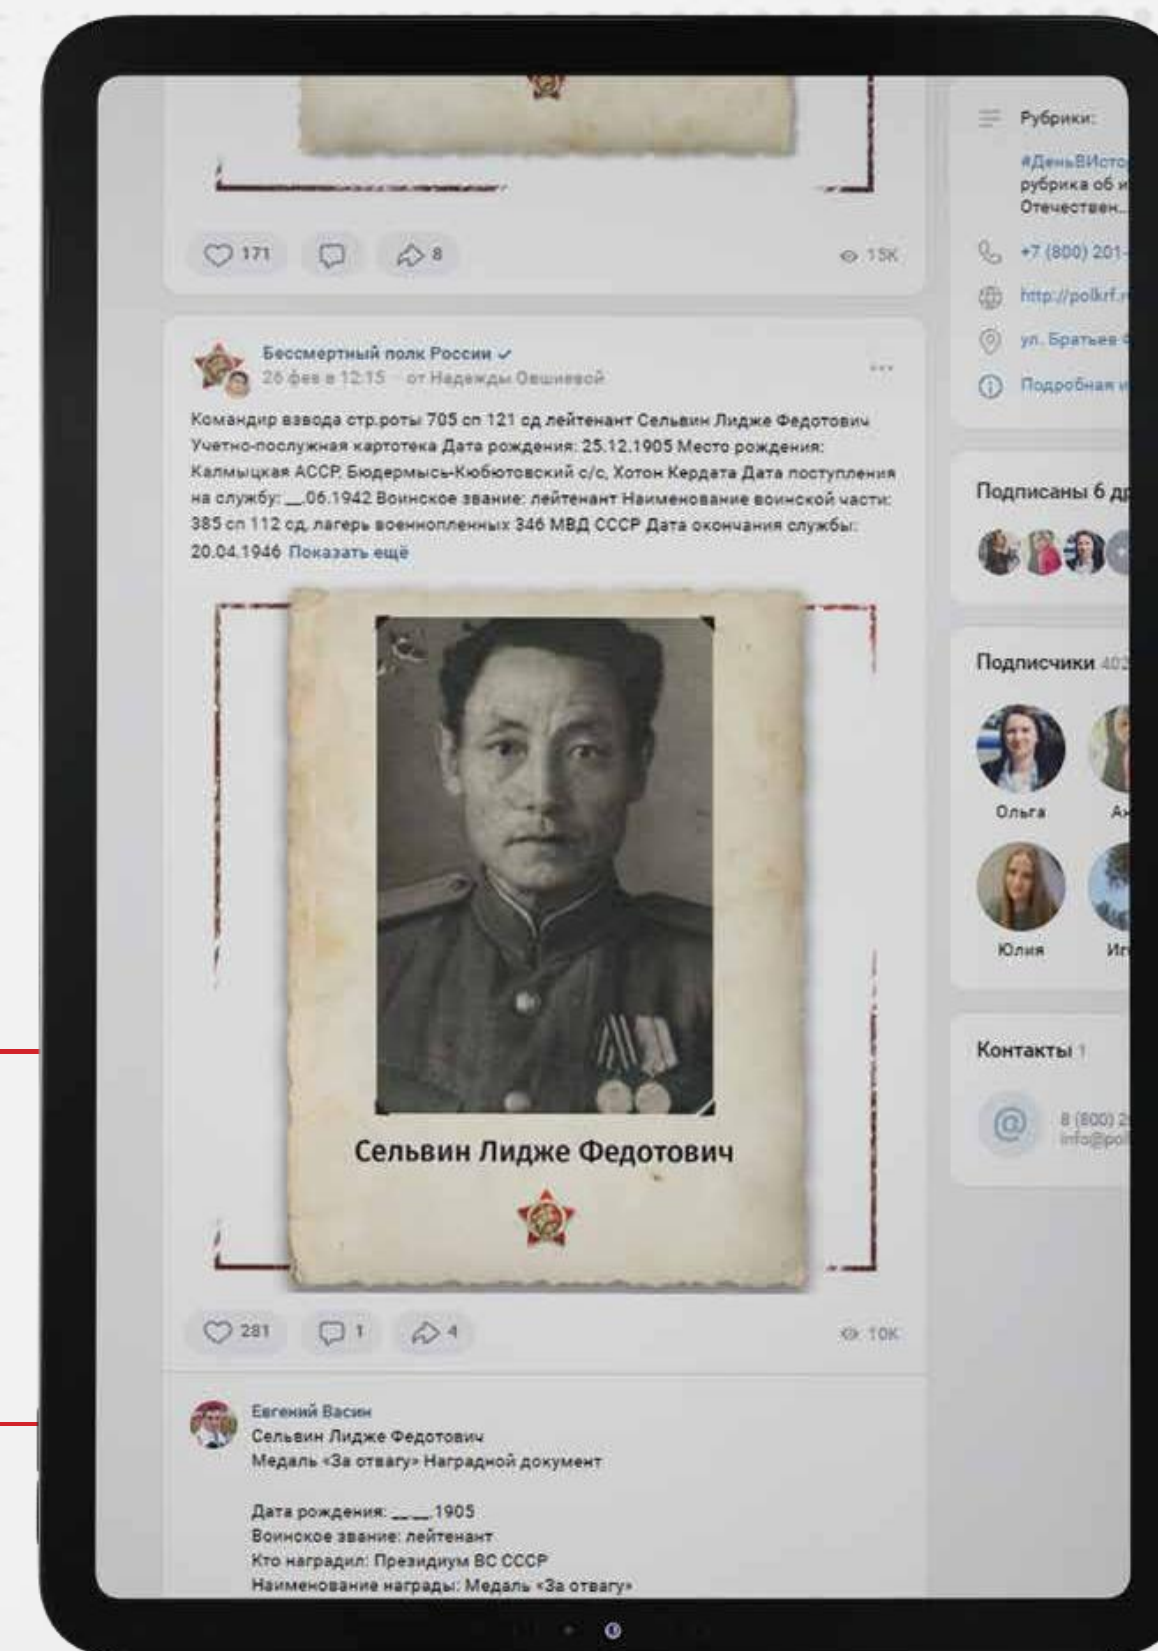 171
8
15K
Бессмертный полк России
26 фев в 12:15 от Надежды Овшиевой
Командир взвода стр.роты 705 сп 121 сд лейтенант Сельвин Лидже Федотович
Учетно-послужная картотека Дата рождения: 25.12.1905 Место рождения:
Калмыцкая АССР, Бюдермысь-Кюбютовский с/с, Хотон Кердата Дата поступления
на службу: __.06.1942 Воинское звание: лейтенант Наименование воинской части:
385 сп 112 сд, лагерь военнопленных 346 МВД СССР Дата окончания службы:
20.04.1946 Показать ещё
Сельвин Лидже Федотович
281
1
4
10K
Евгений Васин
Сельвин Лидже Федотович
Медаль «За отвагу» Наградной документ
Дата рождения: __.__.1905
Воинское звание: лейтенант
Кто наградил: Президиум ВС СССР
Наименование награды: Медаль «За отвагу»
Рубрики:
#ДеньВИсто
рубрика об и
Отечествен...
+7 (800) 201-
http://polkrf.r
ул. Братьев
Подробная и
Подписаны 6 др
Подписчики 402
Ольга
Юлия
Иг
Контакты 1
8 (800) 2
info@pol